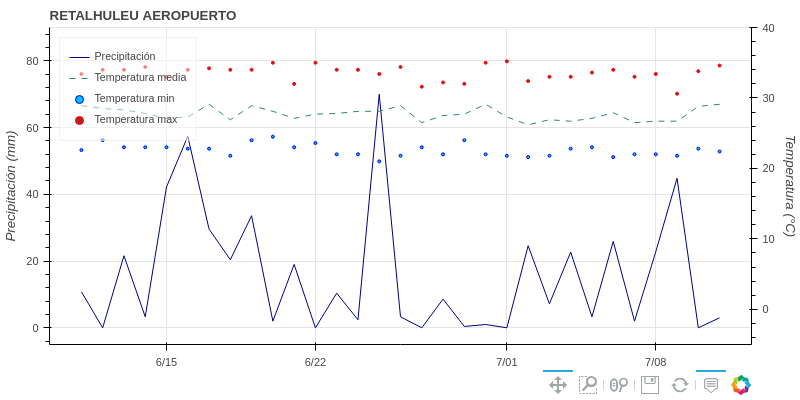 RETALHULEU AEROPUERTO
Precipitación
Temperatura media
Temperatura min
Temperatura max
Precipitación (mm)
80
60
40
20
0
Temperatura (°C)
40
30
20
10
0
6/15
6/22
7/01
7/08